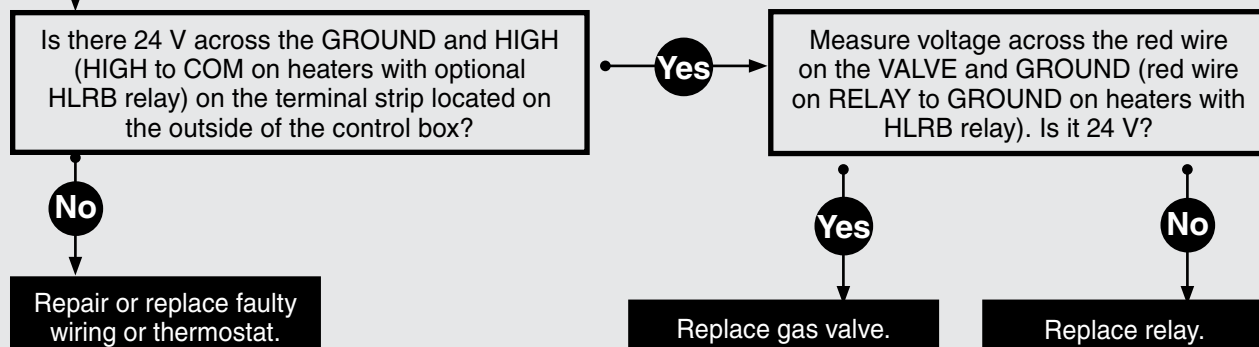 Is there 24 V across the GROUND and HIGH
(HIGH to COM on heaters with optional
HLRB relay) on the terminal strip located on
the outside of the control box?
Yes
Measure voltage across the red wire
on the VALVE and GROUND (red wire
on RELAY to GROUND on heaters with
HLRB relay). Is it 24 V?
No
Yes
No
Repair or replace faulty
wiring or thermostat.
Replace gas valve.
Replace relay.